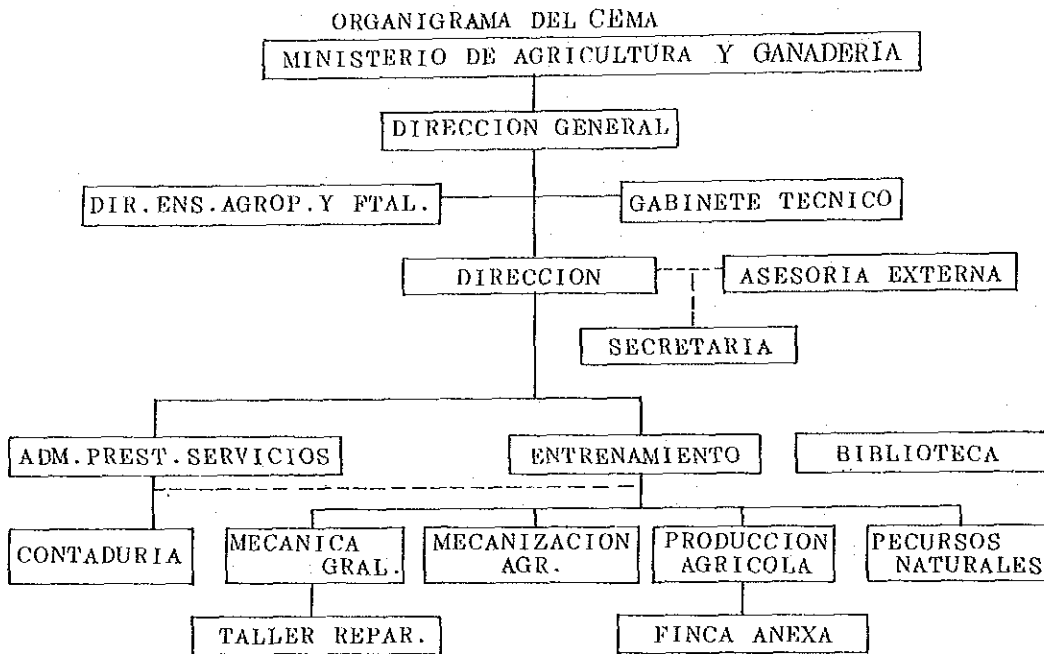 ORGANIGRAMA DEL CEMA
MINISTERIO DE AGRICULTURA Y GANADERÍA
DIRECCION GENERAL
DIR.ENS.AGROP.Y FTAL.
GABINETE TECNICO
DIRECCION
ASESORIA EXTERNA
SECRETARIA
ADM.PREST.SERVICIOS
ENTRENAMIENTO
BIBLIOTECA
CONTADURIA
MECANICA
GRAL.
MECANIZACION
AGR.
PRODUCCION
AGRICOLA
PECURSOS
NATURALES
TALLER REPAR.
FINCA ANEXA